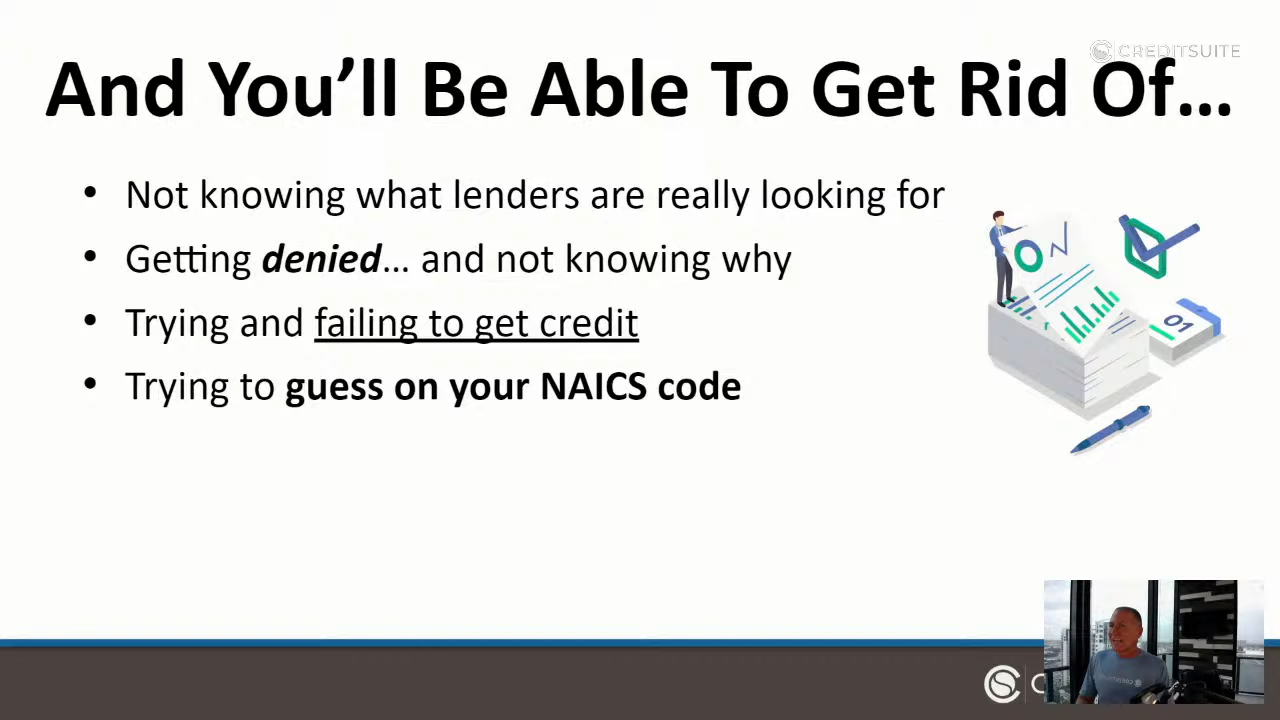 CREDITSUITE
And You’ll Be Able To Get Rid Of…
• Not knowing what lenders are really looking for
• Getting denied… and not knowing why
• Trying and failing to get credit
• Trying to guess on your NAICS code
01